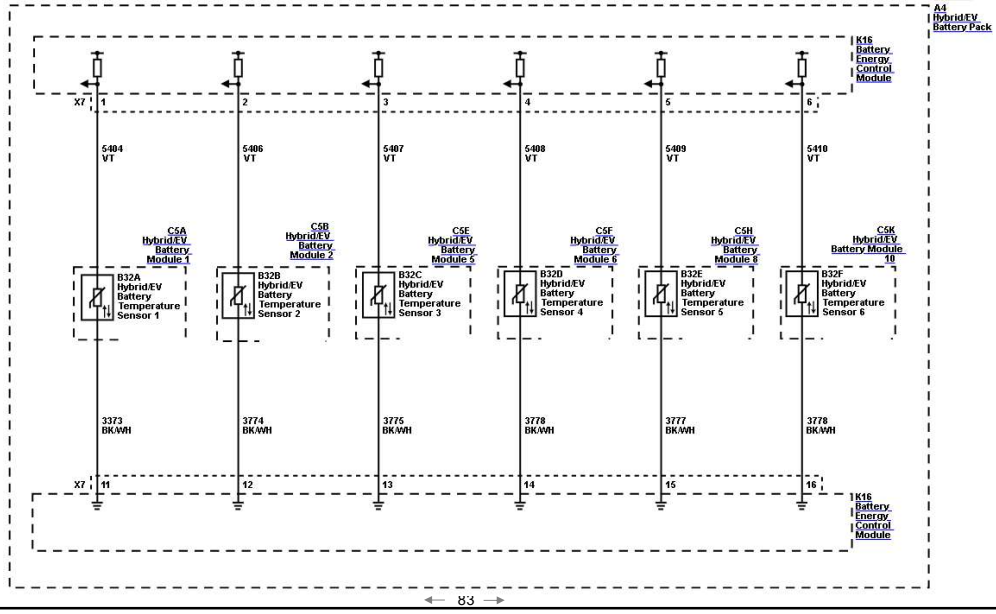 A4
Hybrid/EV
Battery Pack
K16
Battery
Energy
Control
Module
X7 1 2 3 4 5 6
5404
VT
5406
VT
5407
VT
5408
VT
5409
VT
5410
VT
C5A
Hybrid/EV
Battery
Module 1
C5B
Hybrid/EV
Battery
Module 2
C5E
Hybrid/EV
Battery
Module 5
C5F
Hybrid/EV
Battery
Module 6
C5H
Hybrid/EV
Battery
Module 8
C5K
Hybrid/EV
Battery Module
10
B32A
Hybrid/EV
Battery
Temperature
Sensor 1
B32B
Hybrid/EV
Battery
Temperature
Sensor 2
B32C
Hybrid/EV
Battery
Temperature
Sensor 3
B32D
Hybrid/EV
Battery
Temperature
Sensor 4
B32E
Hybrid/EV
Battery
Temperature
Sensor 5
B32F
Hybrid/EV
Battery
Temperature
Sensor 6
3373
BK/WH
3774
BK/WH
3775
BK/WH
3778
BK/WH
3777
BK/WH
3778
BK/WH
X7 11 12 13 14 15 16
K16
Battery
Energy
Control
Module
83